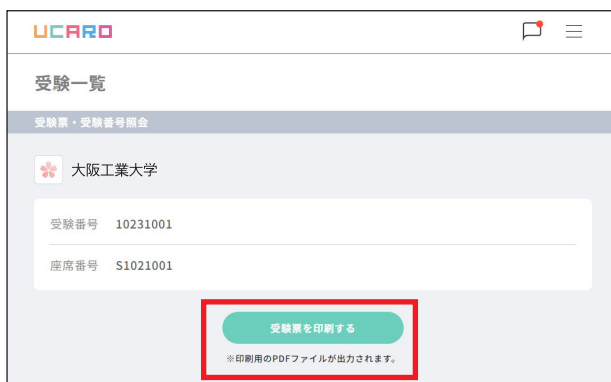 UCARO
受験一覧
受験票・受験番号照会
大阪工業大学
受験番号 10231001
座席番号 S1021001
受験票を印刷する
※印刷用のPDFファイルが出力されます。